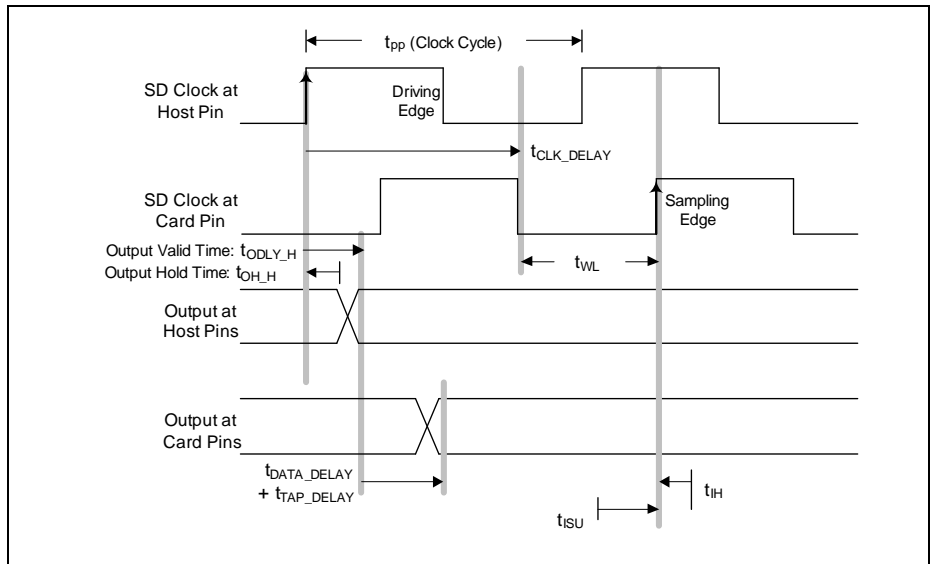 tpp (Clock Cycle)
SD Clock at
Host Pin
Driving
Edge
tCLK_DELAY
SD Clock at
Card Pin
Sampling
Edge
Output Valid Time: tODLY_H
Output Hold Time: tOH_H
tWL
Output at
Host Pins
Output at
Card Pins
tDATA_DELAY
+ tTAP_DELAY
tIH
tISU